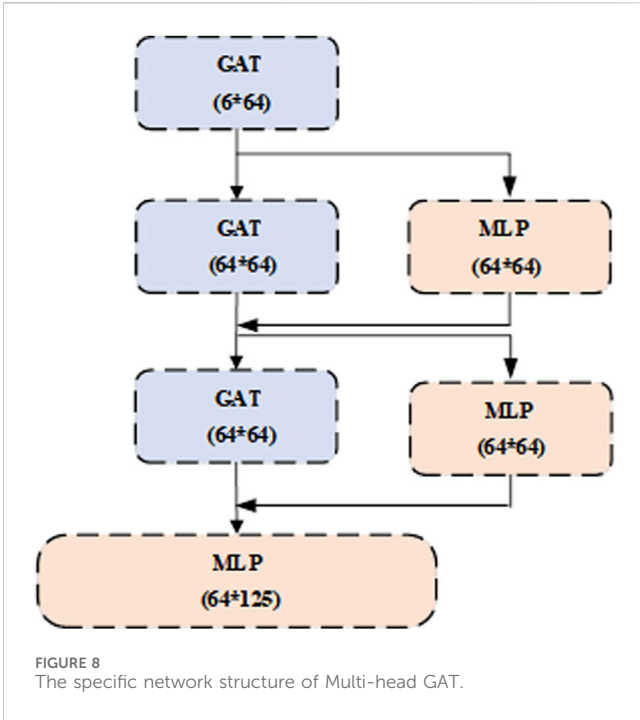 GAT
(6*64)
GAT
(64*64)
MLP
(64*64)
GAT
(64*64)
MLP
(64*64)
MLP
(64*125)
FIGURE 8
The specific network structure of Multi-head GAT.